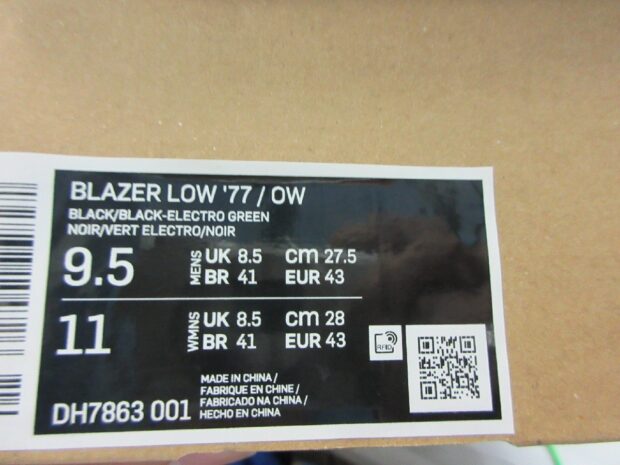 BLAZER LOW '77 / OW
BLACK/BLACK-ELECTRO GREEN
NOIR/VERT ELECTRO/NOIR
9.5 MENS UK 8.5 cm 27.5
BR 41 EUR 43
11 WMNS UK 8.5 cm 28
BR 41 EUR 43
RFID
MADE IN CHINA /
FABRIQUE EN CHINE /
FABRICADO NA CHINA /
HECHO EN CHINA
DH7863 001